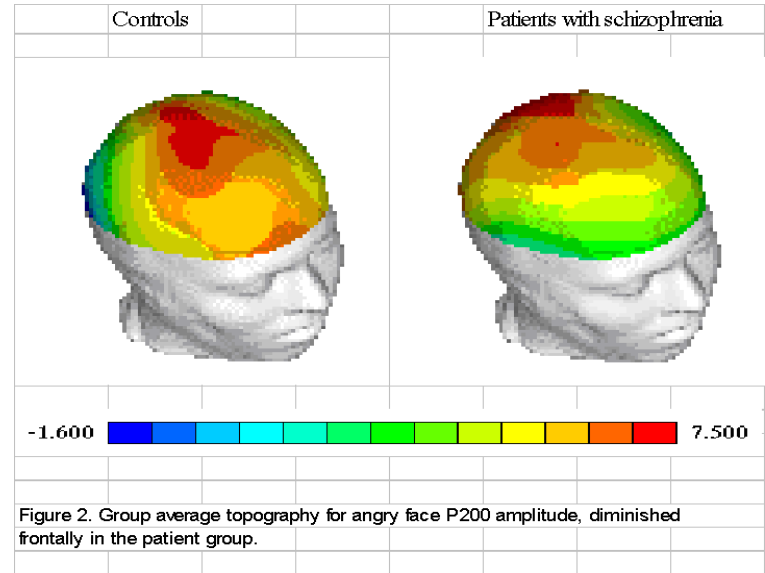 Controls
Patients with schizophrenia
-1.600
7.500
Figure 2. Group average topography for angry face P200 amplitude, diminished
frontally in the patient group.